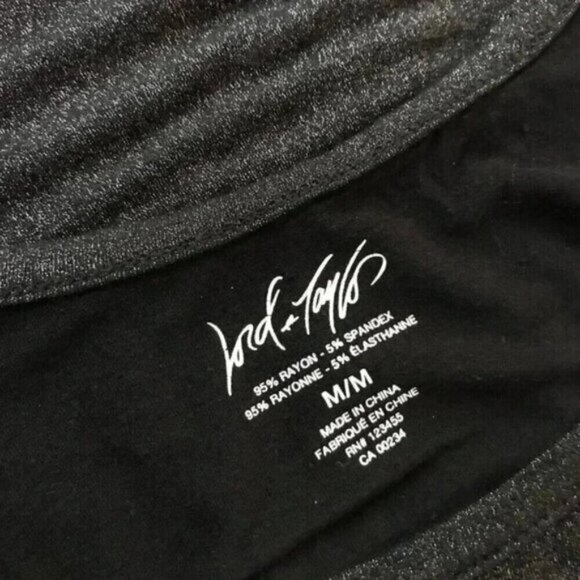 Lord + Taylor
95% RAYON - 5% SPANDEX
95% RAYONNE - 5% ÉLASTHANNE
M/M
MADE IN CHINA
FABRIQUÉ EN CHINE
RN# 123455
CA 00234